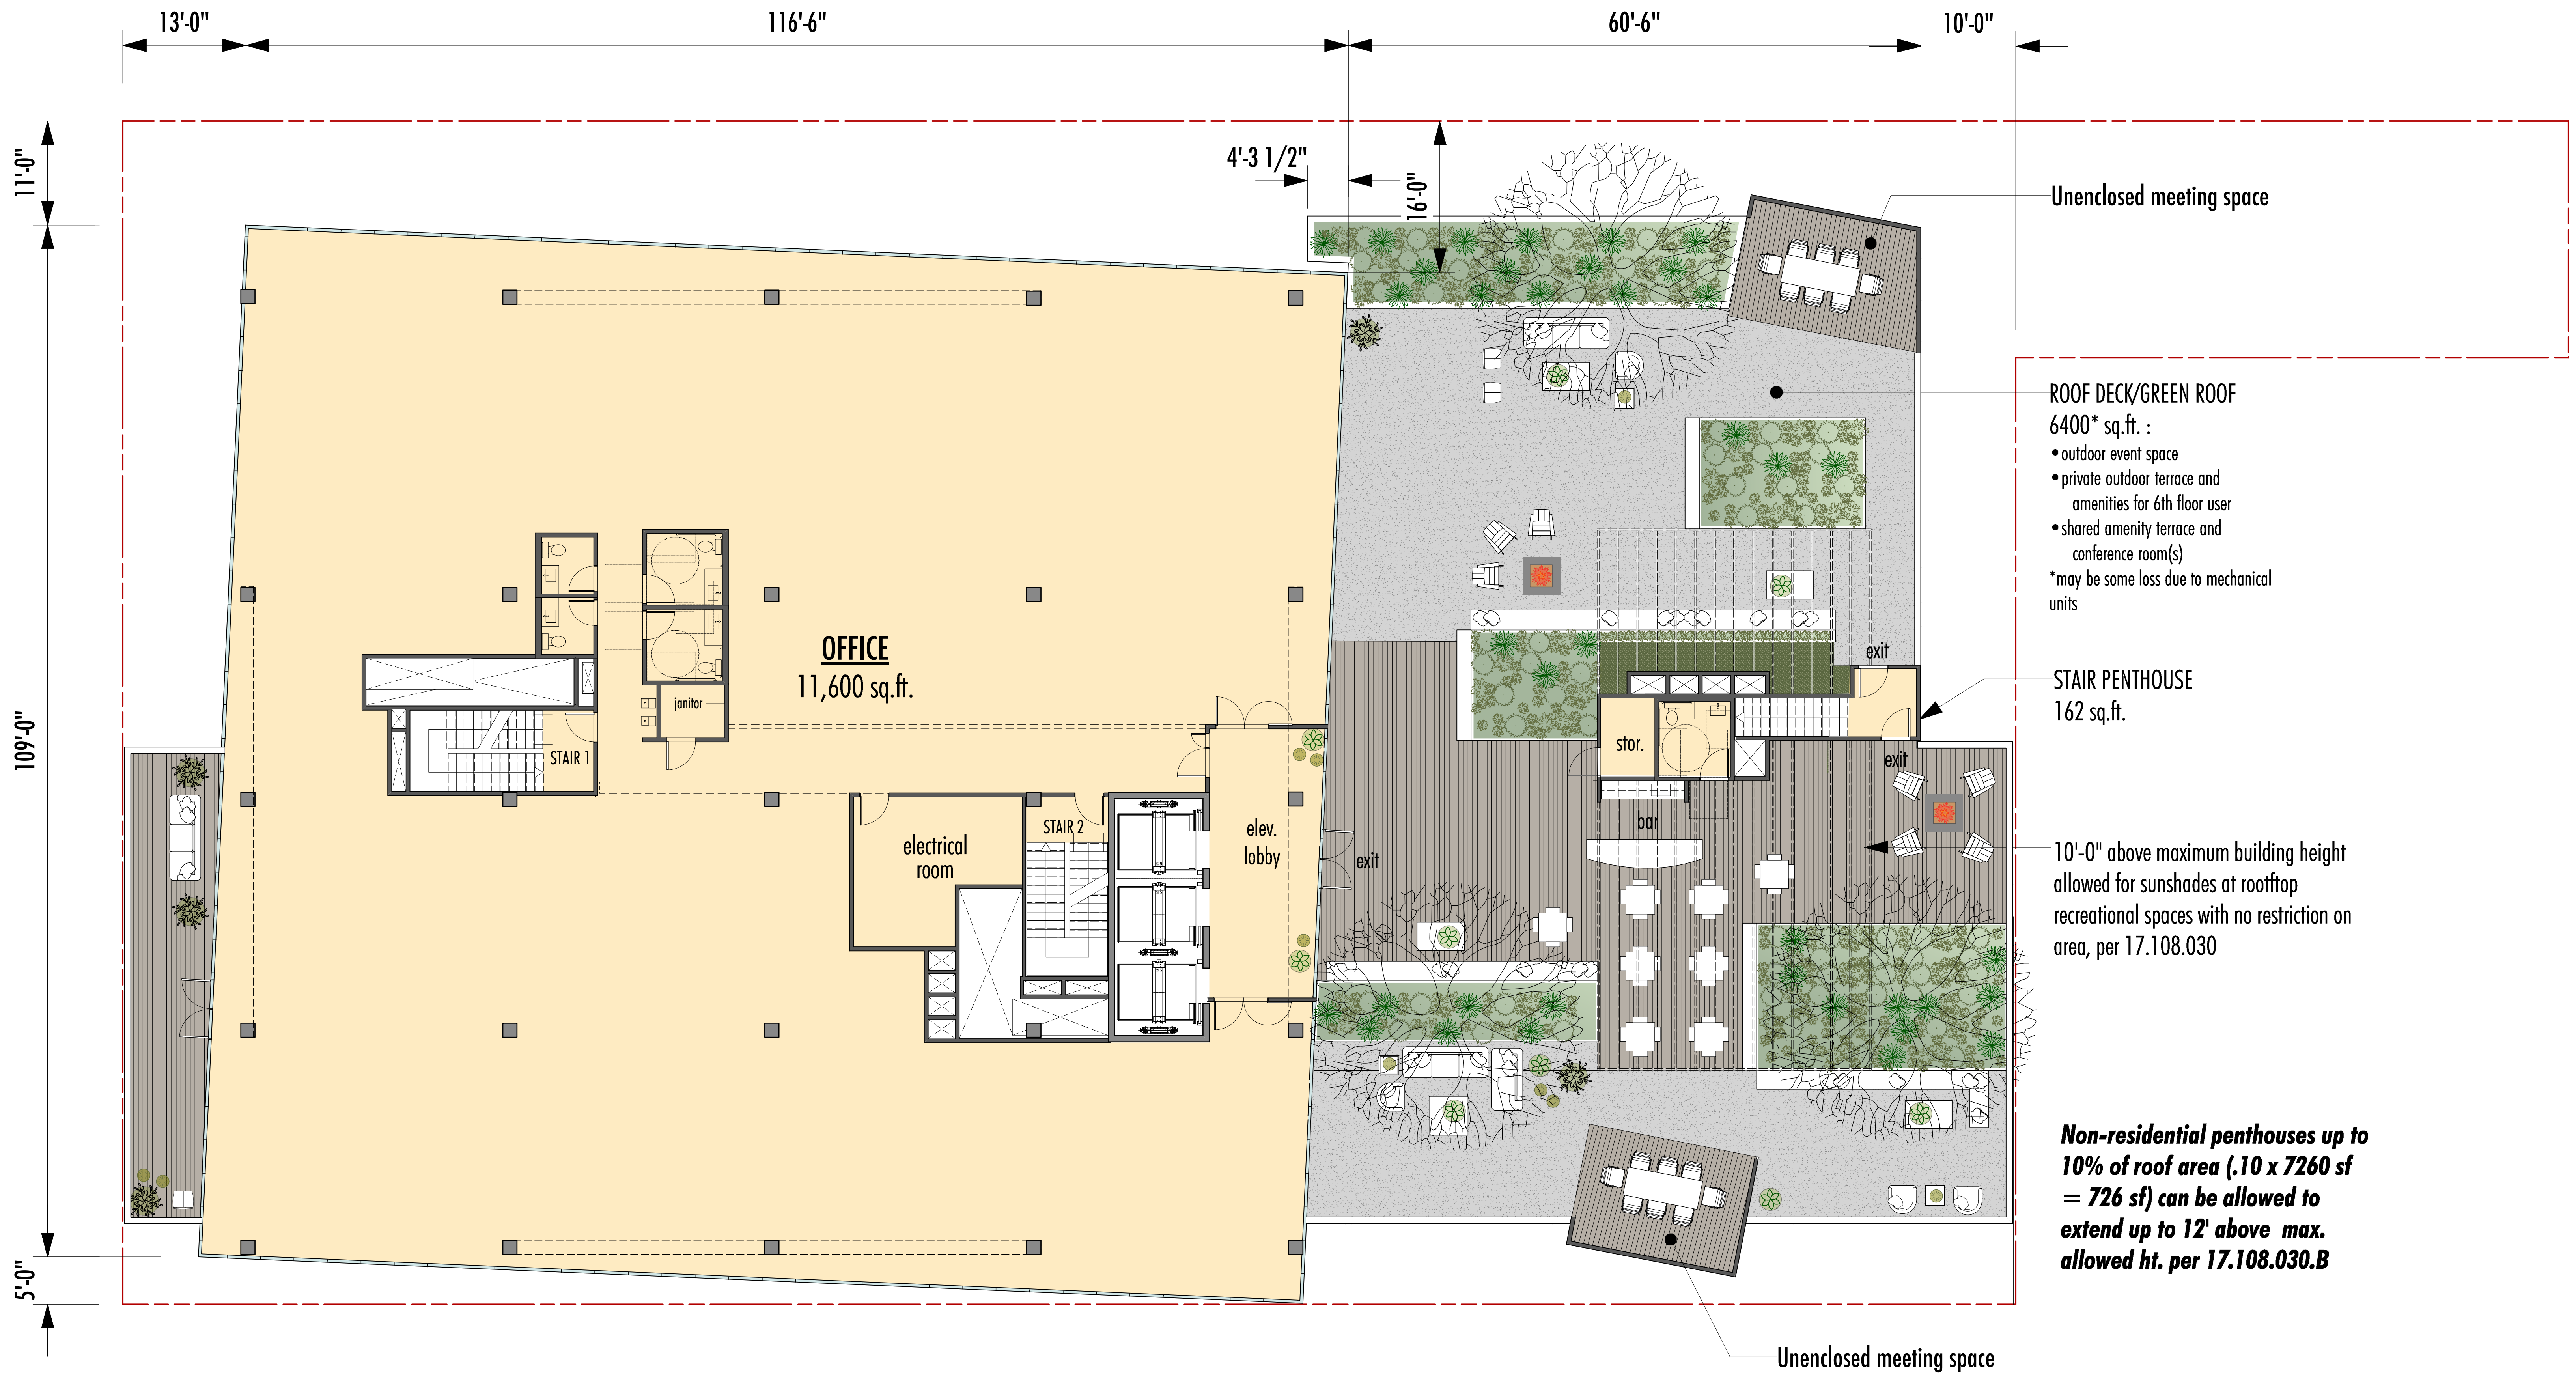 13'-0"
116'-6"
60'-6"
10'-0"
11'-0"
4'-3 1/2"
16'-0"
Unenclosed meeting space
ROOF DECK/GREEN ROOF
6400* sq.ft. :
•outdoor event space
•private outdoor terrace and
amenities for 6th floor user
•shared amenity terrace and
conference room(s)
*may be some loss due to mechanical
units
OFFICE
11,600 sq.ft.
exit
STAIR PENTHOUSE
162 sq.ft.
janitor
109'-0"
STAIR 1
stor.
exit
bar
STAIR 2
elev.
lobby
electrical
room
exit
10'-0" above maximum building height
allowed for sunshades at rootftop
recreational spaces with no restriction on
area, per 17.108.030
Non-residential penthouses up to
10% of roof area (.10 x 7260 sf
= 726 sf) can be allowed to
extend up to 12' above max.
allowed ht. per 17.108.030.B
5'-0"
Unenclosed meeting space